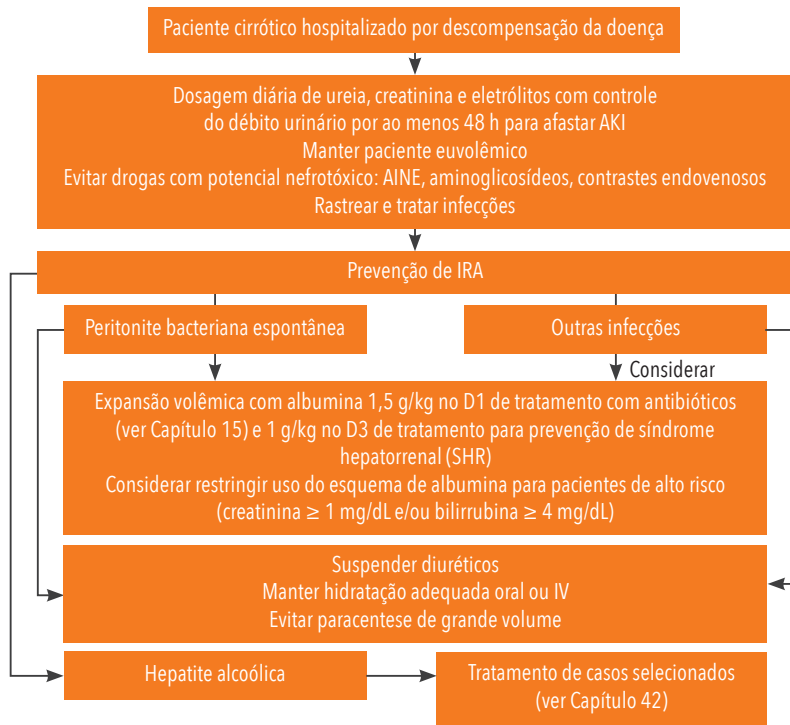 Paciente cirrótico hospitalizado por descompensação da doença
Dosagem diária de ureia, creatinina e eletrólitos com controle
do débito urinário por ao menos 48 h para afastar AKI
Manter paciente euvolêmico
Evitar drogas com potencial nefrotóxico: AINE, aminoglicosídeos, contrastes endovenosos
Rastrear e tratar infecções
Prevenção de IRA
Peritonite bacteriana espontânea
Outras infecções
Considerar
Expansão volêmica com albumina 1,5 g/kg no D1 de tratamento com antibióticos
(ver Capítulo 15) e 1 g/kg no D3 de tratamento para prevenção de síndrome
hepatorrenal (SHR)
Considerar restringir uso do esquema de albumina para pacientes de alto risco
(creatinina ≥ 1 mg/dL e/ou bilirrubina ≥ 4 mg/dL)
Suspender diuréticos
Manter hidratação adequada oral ou IV
Evitar paracentese de grande volume
Hepatite alcoólica
Tratamento de casos selecionados
(ver Capítulo 42)